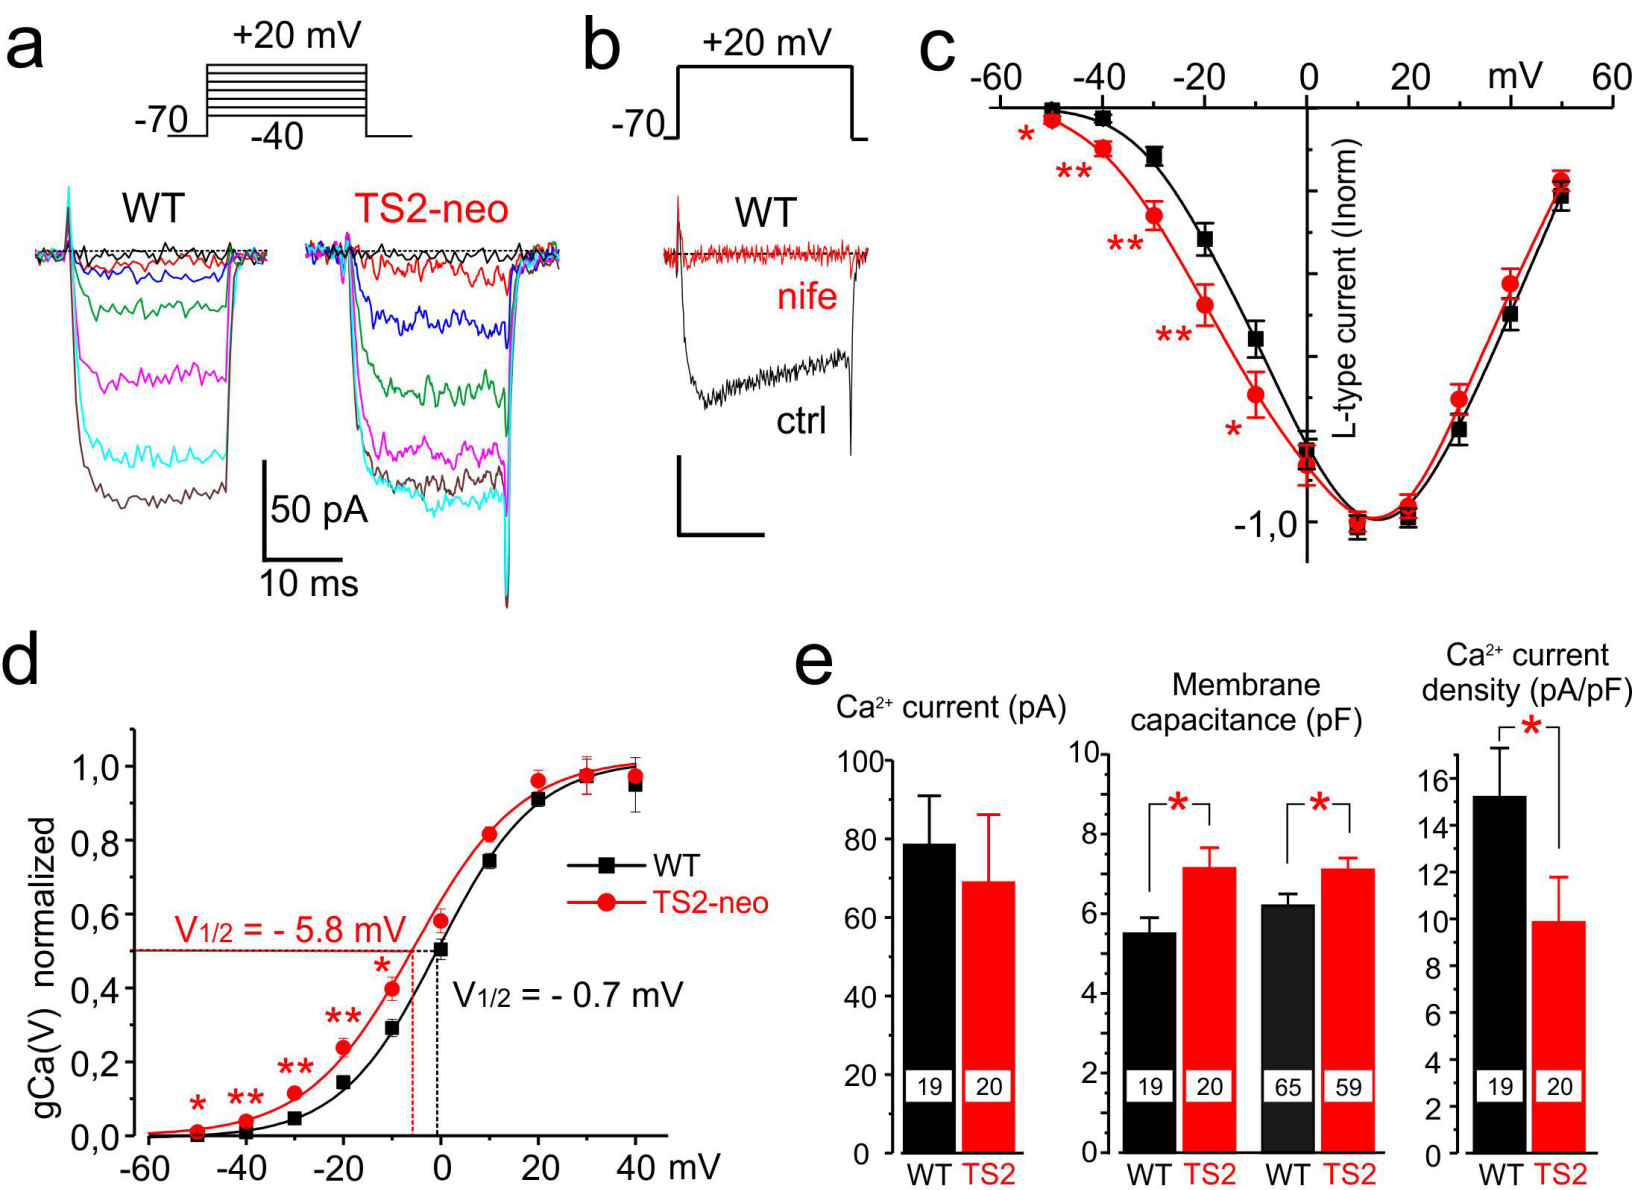 a
+20 mV
-70
-40
WT
TS2-neo
50 pA
10 ms
b
+20 mV
-70
WT
nife
ctrl
c
-60 -40 -20 0 20 mV 60
*
**
**
**
*
L-type current (Inorm)
-1,0
d
gCa(V) normalized
1,0
0,8
0,6
0,4
0,2
0,0
-60 -40 -20 0 20 40 mV
WT
TS2-neo
V1/2 = - 5.8 mV
V1/2 = - 0.7 mV
* ** ** ** *
e
Ca2+ current (pA)
100
80
60
40
20
0
19 20
WT TS2
Membrane
capacitance (pF)
10
8
6
4
2
0
* *
19 20 65 59
WT TS2 WT TS2
Ca2+ current
density (pA/pF)
*
16
14
12
10
8
6
4
2
0
19 20
WT TS2